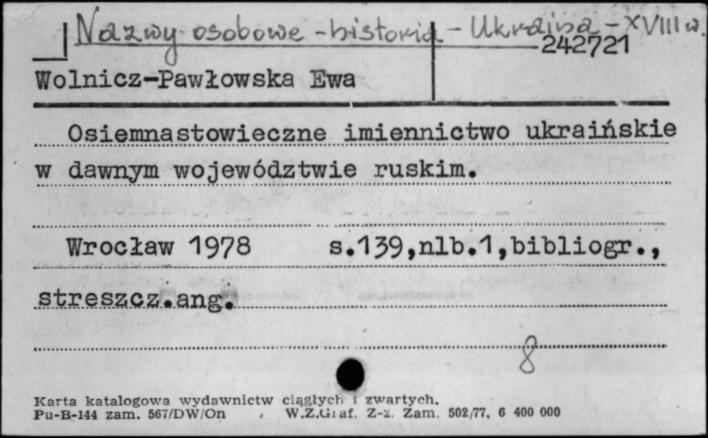 Nazwy osobowe - historia - Ukraina - XVIII w.
242721
Wolnicz-Pawłowska Ewa
Osiemnastowieczne imiennictwo ukraińskie
w dawnym województwie ruskim.
Wrocław 1978 s.139,nlb.1,bibliogr.,
streszcz.ang.
8
Karta katalogowa wydawnictw ciągłych i zwartych.
Pu-B-144 zam. 567/DW/On W.Z.Graf. Z-z. Zam. 502/77, 6 400 000